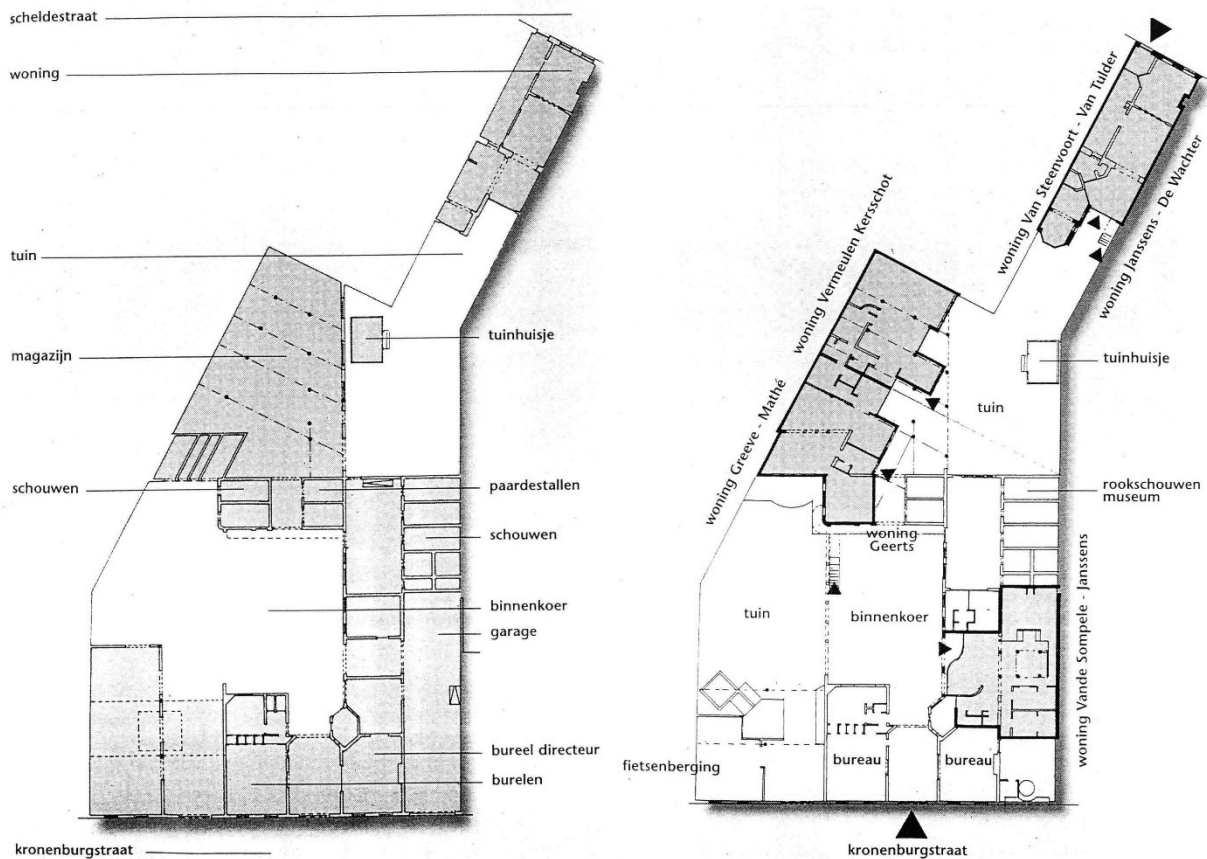 scheldestraat
woning
tuin
tuinhuisje
magazijn
schouwen
paardestallen
schouwen
binnenkoer
garage
bureel directeur
burelen
kronenburgstraat
woning Van Steenvoort - Van Tulder
woning Janssens - De Wachter
woning Vermeulen Kersschot
tuinhuisje
tuin
woning Greeve - Mathé
rookschouwen
museum
woning
Geerts
tuin
binnenkoer
woning Vande Sompele - Janssens
fietsenberging
bureau
bureau
kronenburgstraat